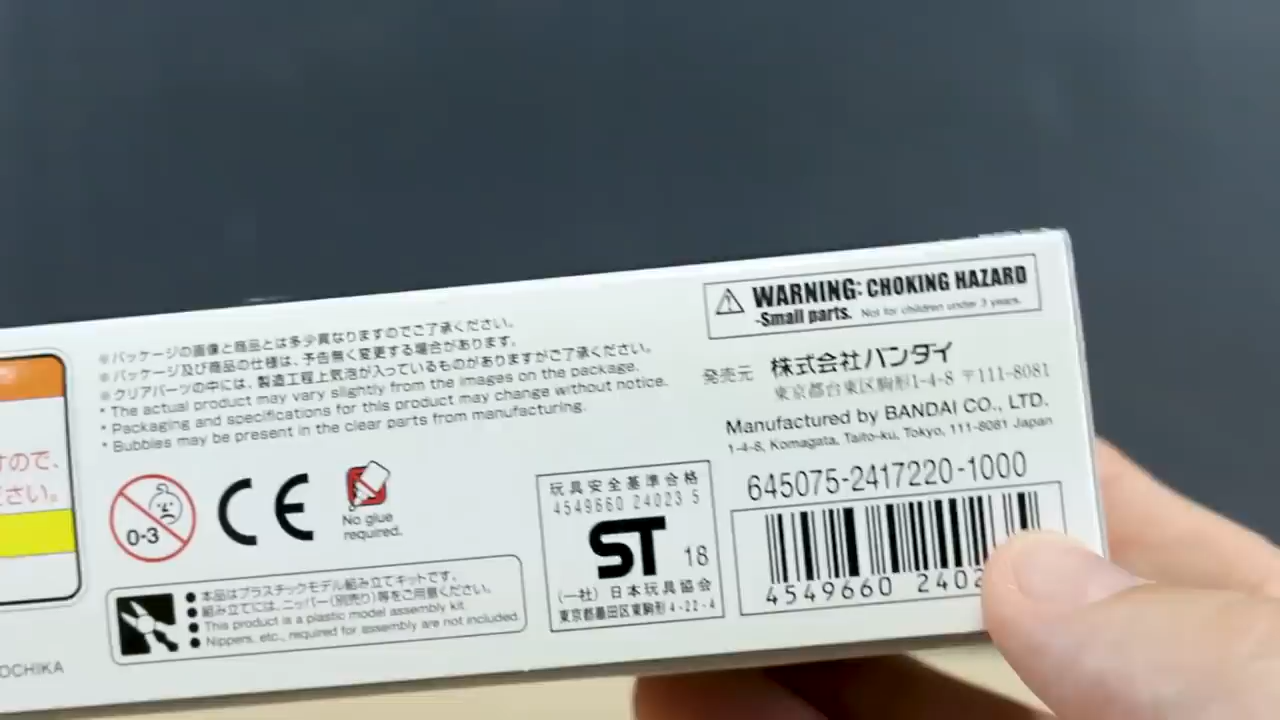 すので、
ださい。
OCHIKA
※パッケージの画像と商品とは多少異なりますのでご了承ください。
※パッケージ及び商品の仕様は、予告無く変更する場合があります。
※クリアパーツの中には、製造工程上気泡が入っているものがありますがご了承ください。
* The actual product may vary slightly from the images on the package.
* Packaging and specifications for this product may change without notice.
* Bubbles may be present in the clear parts from manufacturing.
0-3
CE
No glue
required.
●本品はプラスチックモデル組み立てキットです。
●組み立てには、ニッパー(別売り)等をご用意ください。
●This product is a plastic model assembly kit.
●Nippers, etc., required for assembly are not included.
玩具安全基準合格
4549660 24023 5
ST 18
(一社)日本玩具協会
東京都墨田区東駒形4-22-4
WARNING: CHOKING HAZARD
-Small parts. Not for children under 3 years.
発売元 株式会社バンダイ
東京都台東区駒形1-4-8 〒111-8081
Manufactured by BANDAI CO., LTD.
1-4-8, Komagata, Taito-ku, Tokyo, 111-8081 Japan
645075-2417220-1000
4549660 2402